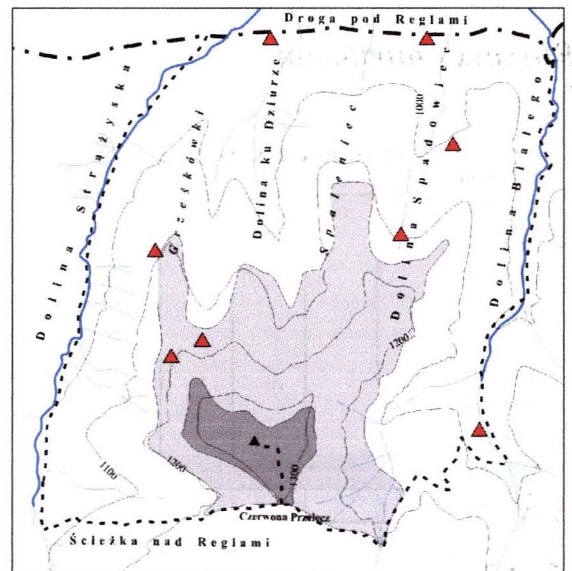 Droga pod Reglami
Dolina Strążyska
Grześkówki
Dolina ku Dziurze
Spaleniec
1000
Dolina Spadowiec
Dolina Białego
1200
1100
1200
1300
Czerwona Przełęcz
Ścieżka nad Reglami